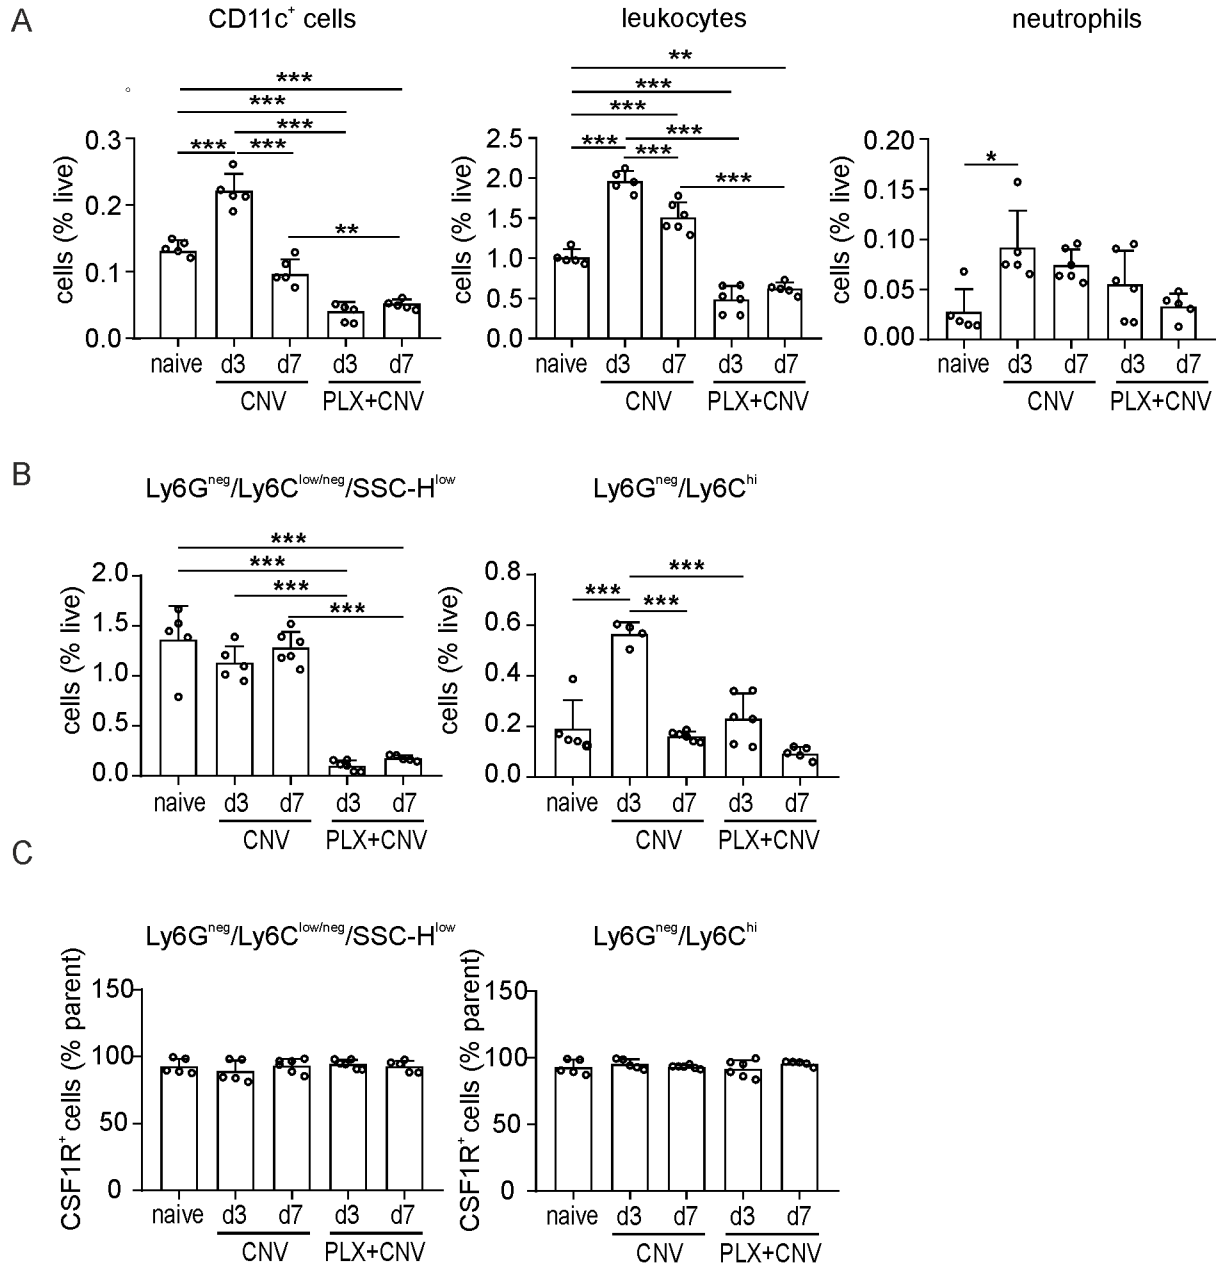 A
CD11c⁺ cells
leukocytes
neutrophils
***
***
***
*** ***
**
cells (% live)
0.3
0.2
0.1
0.0
naive d3 d7 d3 d7
CNV PLX+CNV
**
***
***
*** ***
***
***
cells (% live)
2.5
2.0
1.5
1.0
0.5
0.0
naive d3 d7 d3 d7
CNV PLX+CNV
*
cells (% live)
0.20
0.15
0.10
0.05
0.00
naive d3 d7 d3 d7
CNV PLX+CNV
B
Ly6Gneg/Ly6Clow/neg/SSC-Hlow
Ly6Gneg/Ly6Chi
***
***
***
***
cells (% live)
2.0
1.5
1.0
0.5
0.0
naive d3 d7 d3 d7
CNV PLX+CNV
***
***
***
cells (% live)
0.8
0.6
0.4
0.2
0.0
naive d3 d7 d3 d7
CNV PLX+CNV
C
Ly6Gneg/Ly6Clow/neg/SSC-Hlow
Ly6Gneg/Ly6Chi
CSF1R⁺ cells (% parent)
150
100
50
0
naive d3 d7 d3 d7
CNV PLX+CNV
CSF1R⁺ cells (% parent)
150
100
50
0
naive d3 d7 d3 d7
CNV PLX+CNV